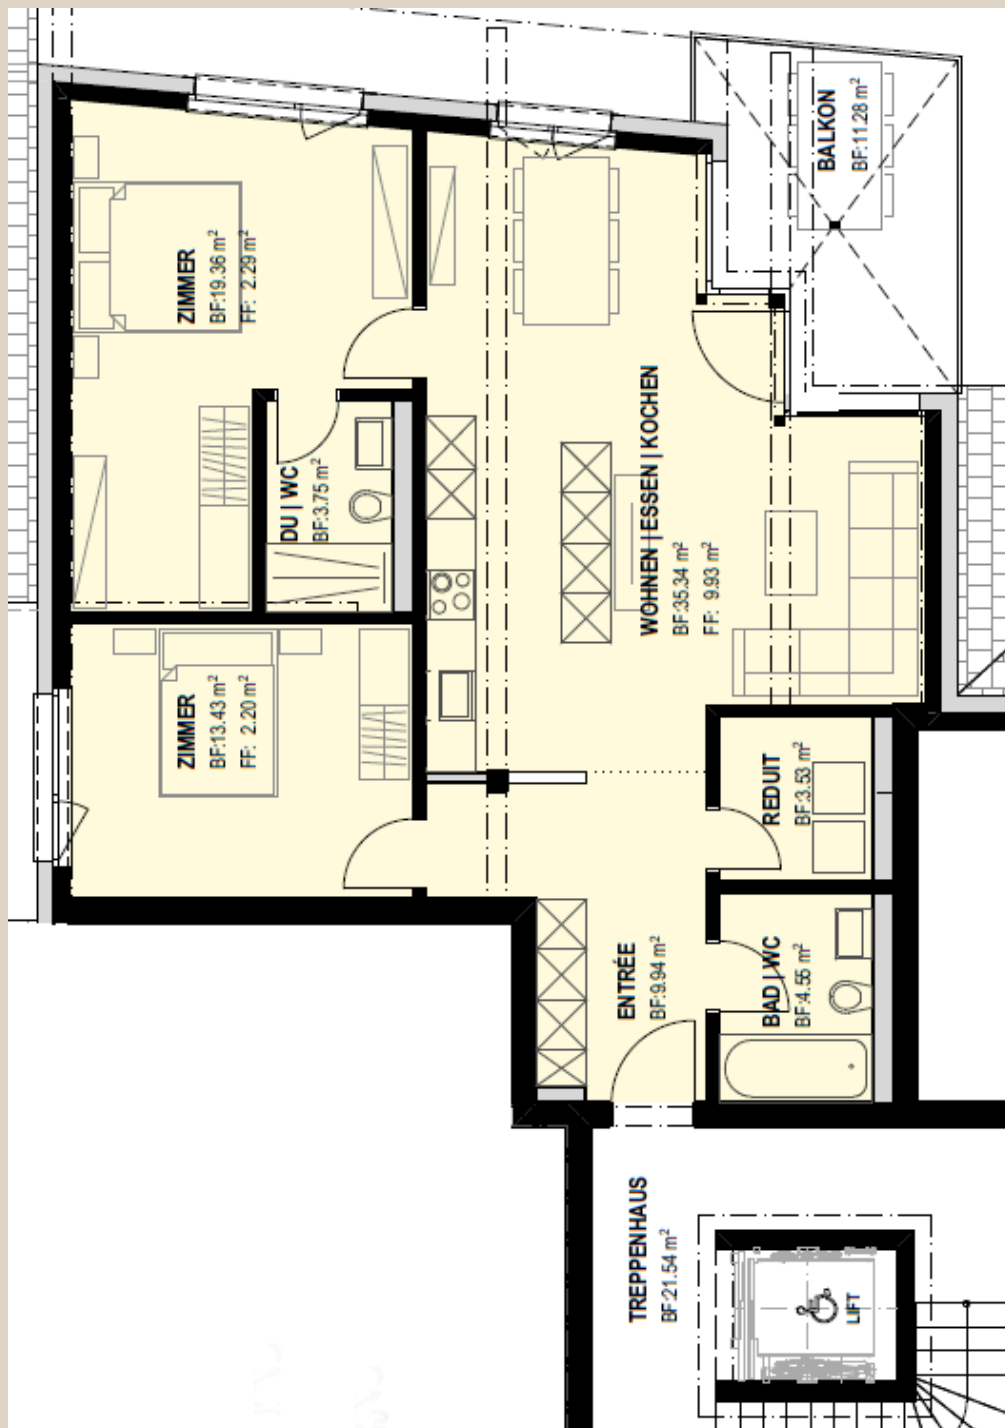 BALKON
BF:11.28 m²
ZIMMER
BF:19.36 m²
FF: 2.29 m²
WOHNEN | ESSEN | KOCHEN
BF:35.34 m²
FF: 9.93 m²
DU | WC
BF:3.75 m²
ZIMMER
BF:13.43 m²
FF: 2.20 m²
REDUIT
BF:3.53 m²
ENTRÉE
BF:9.94 m²
BAD | WC
BF:4.55 m²
TREPPENHAUS
BF:21.54 m²
LIFT